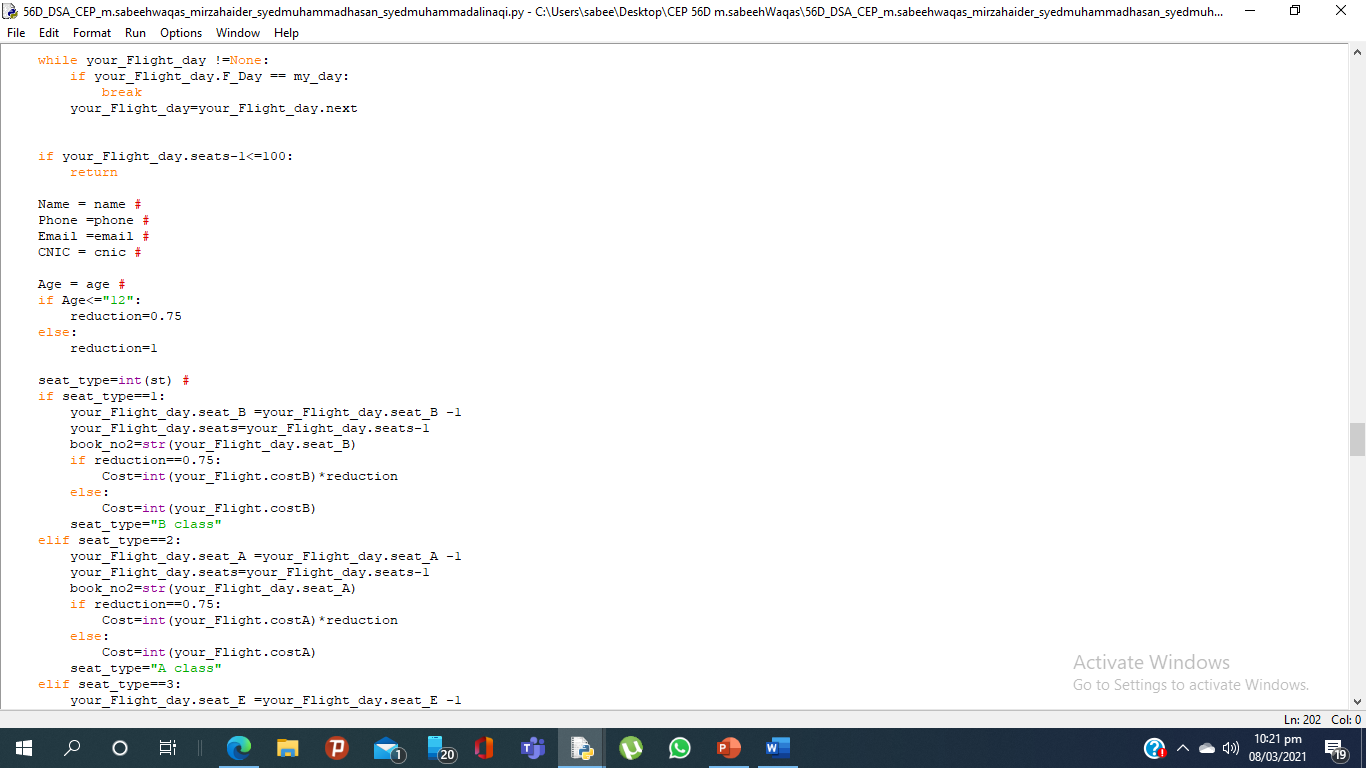 56D_DSA_CEP_m.sabeehwaqas_mirzahaider_syedmuhammadhasan_syedmuhammadalinaqi.py - C:\Users\sabee\Desktop\CEP 56D m.sabeehWaqas\56D_DSA_CEP_m.sabeehwaqas_mirzahaider_syedmuhammadhasan_syedmuh...
File Edit Format Run Options Window Help
while your_Flight_day !=None:
if your_Flight_day.F_Day == my_day:
break
your_Flight_day=your_Flight_day.next
if your_Flight_day.seats-1<=100:
return
Name = name #
Phone =phone #
Email =email #
CNIC = cnic #
Age = age #
if Age<="12":
reduction=0.75
else:
reduction=1
seat_type=int(st) #
if seat_type==1:
your_Flight_day.seat_B =your_Flight_day.seat_B -1
your_Flight_day.seats=your_Flight_day.seats-1
book_no2=str(your_Flight_day.seat_B)
if reduction==0.75:
Cost=int(your_Flight.costB)*reduction
else:
Cost=int(your_Flight.costB)
seat_type="B class"
elif seat_type==2:
your_Flight_day.seat_A =your_Flight_day.seat_A -1
your_Flight_day.seats=your_Flight_day.seats-1
book_no2=str(your_Flight_day.seat_A)
if reduction==0.75:
Cost=int(your_Flight.costA)*reduction
else:
Cost=int(your_Flight.costA)
seat_type="A class"
elif seat_type==3:
your_Flight_day.seat_E =your_Flight_day.seat_E -1
Activate Windows
Go to Settings to activate Windows.
Ln: 202 Col: 0
1
20
10:21 pm
08/03/2021
19